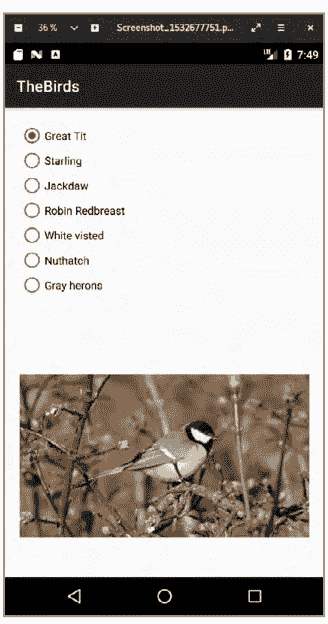 36 % Screenshot_1532677751.p...
7:49
TheBirds
Great Tit
Starling
Jackdaw
Robin Redbreast
White visted
Nuthatch
Gray herons